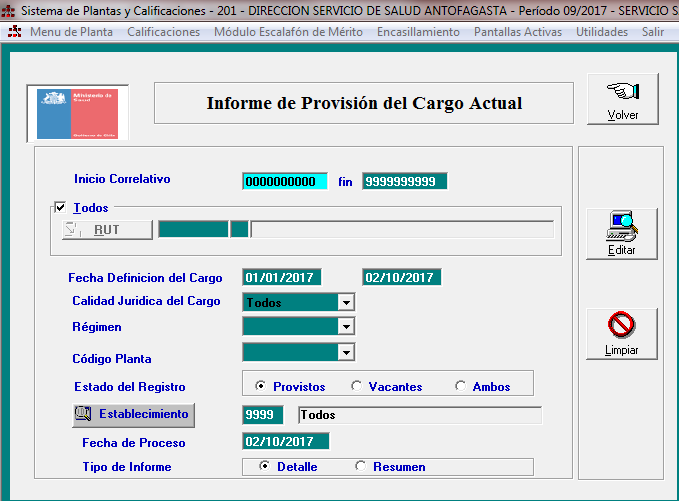 Sistema de Plantas y Calificaciones - 201 - DIRECCION SERVICIO DE SALUD ANTOFAGASTA - Período 09/2017 - SERVICIO S
Menu de Planta Calificaciones Módulo Escalafón de Mérito Encasillamiento Pantallas Activas Utilidades Salir
Ministerio de
Salud
Gobierno de Chile
Informe de Provisión del Cargo Actual
Volver
Inicio Correlativo 0000000000 fin 9999999999
Todos
RUT
Editar
Fecha Definicion del Cargo 01/01/2017 02/10/2017
Calidad Juridica del Cargo Todos
Régimen
Limpiar
Código Planta
Estado del Registro Provistos Vacantes Ambos
Establecimiento 9999 Todos
Fecha de Proceso 02/10/2017
Tipo de Informe Detalle Resumen